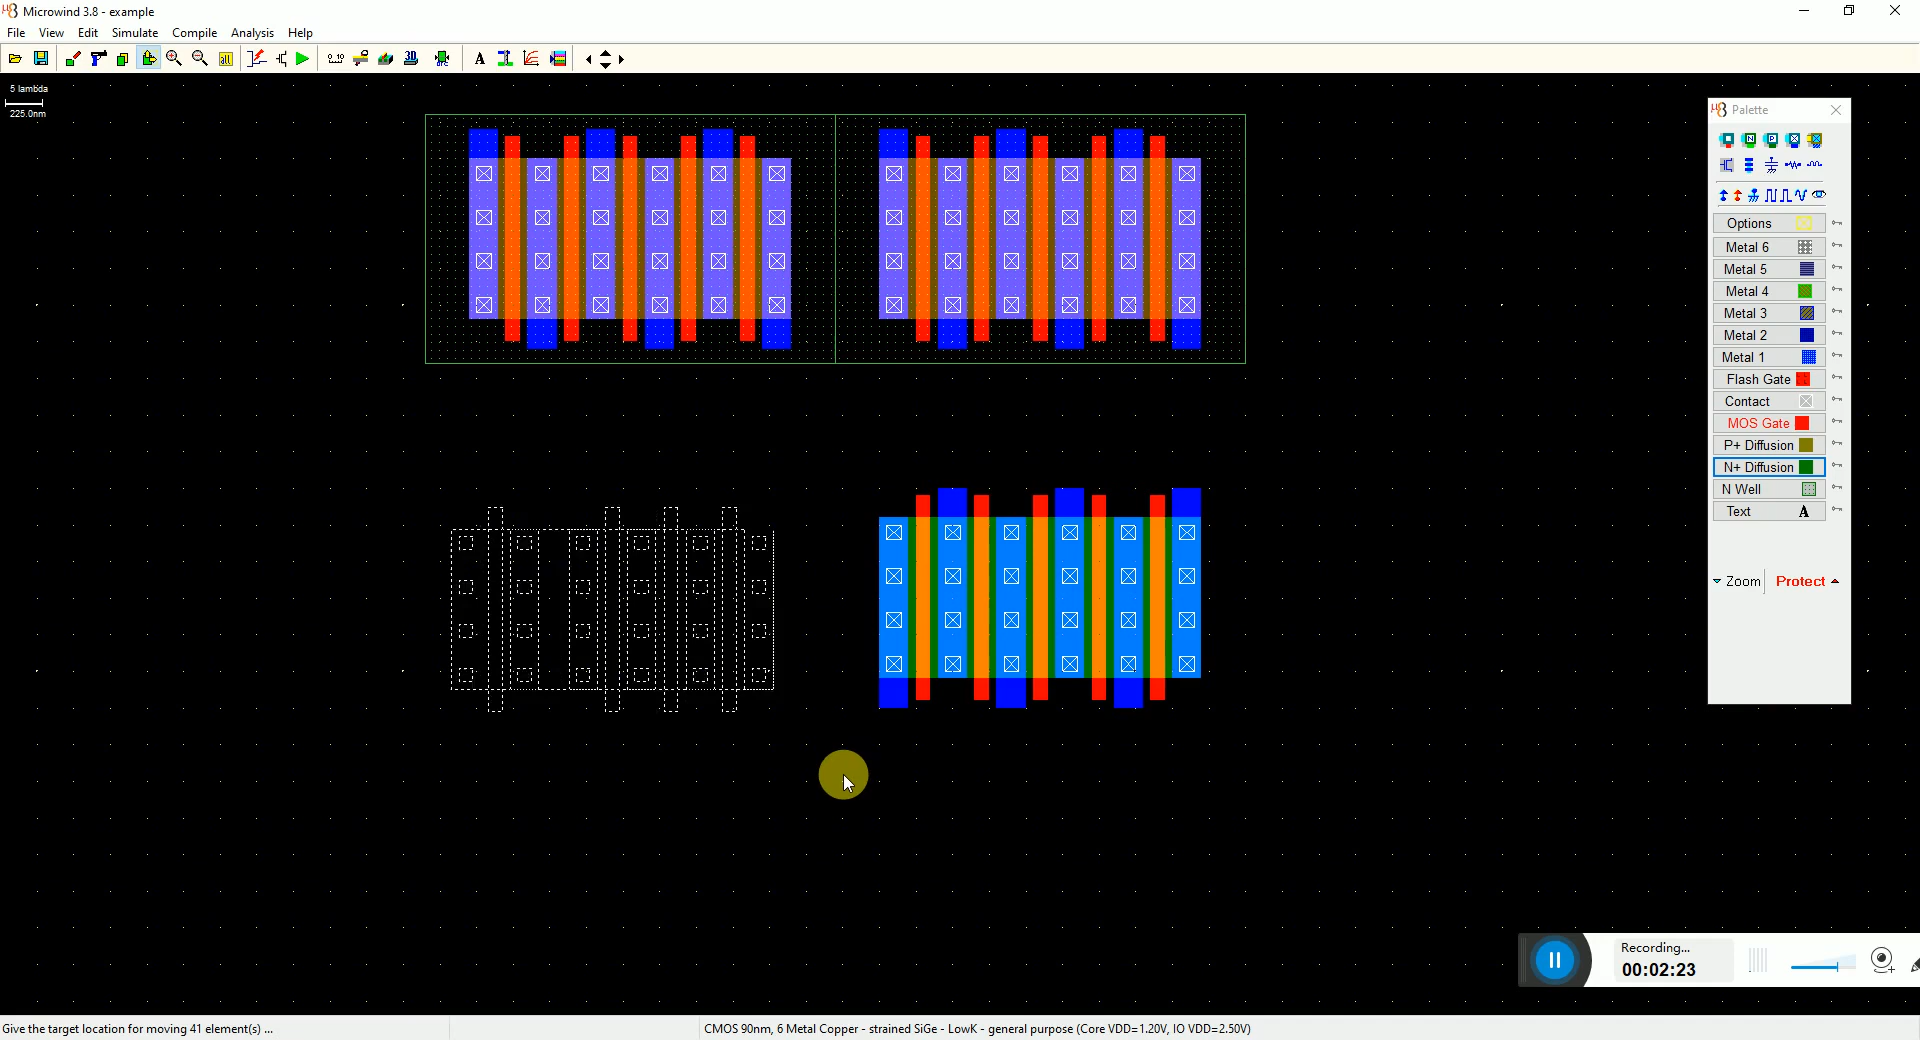 Microwind 3.8 - example
File View Edit Simulate Compile Analysis Help
5 lambda
225.0nm
Palette
Options
Metal 6
Metal 5
Metal 4
Metal 3
Metal 2
Metal 1
Flash Gate
Contact
MOS Gate
P+ Diffusion
N+ Diffusion
N Well
Text A
Zoom Protect
Recording...
00:02:23
Give the target location for moving 41 element(s) ...
CMOS 90nm, 6 Metal Copper - strained SiGe - LowK - general purpose (Core VDD=1.20V, IO VDD=2.50V)